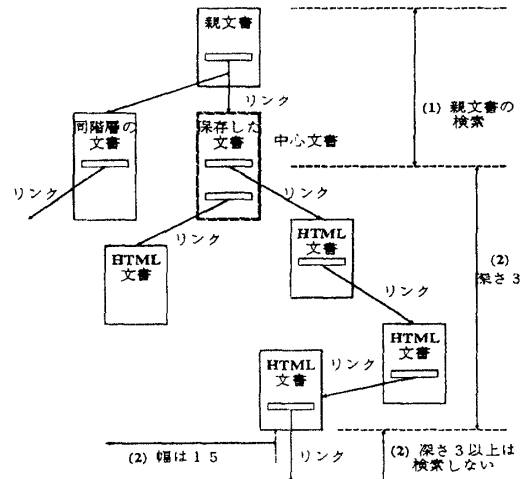 親文書
リンク
(1) 親文書の
検索
同階層の
文書
保存した
文書
中心文書
リンク
リンク
リンク
HTML
文書
HTML
文書
(2)
深さ3
リンク
HTML
文書
リンク
HTML
文書
(2) 幅は15
リンク
(2) 深さ3以上は
検索しない